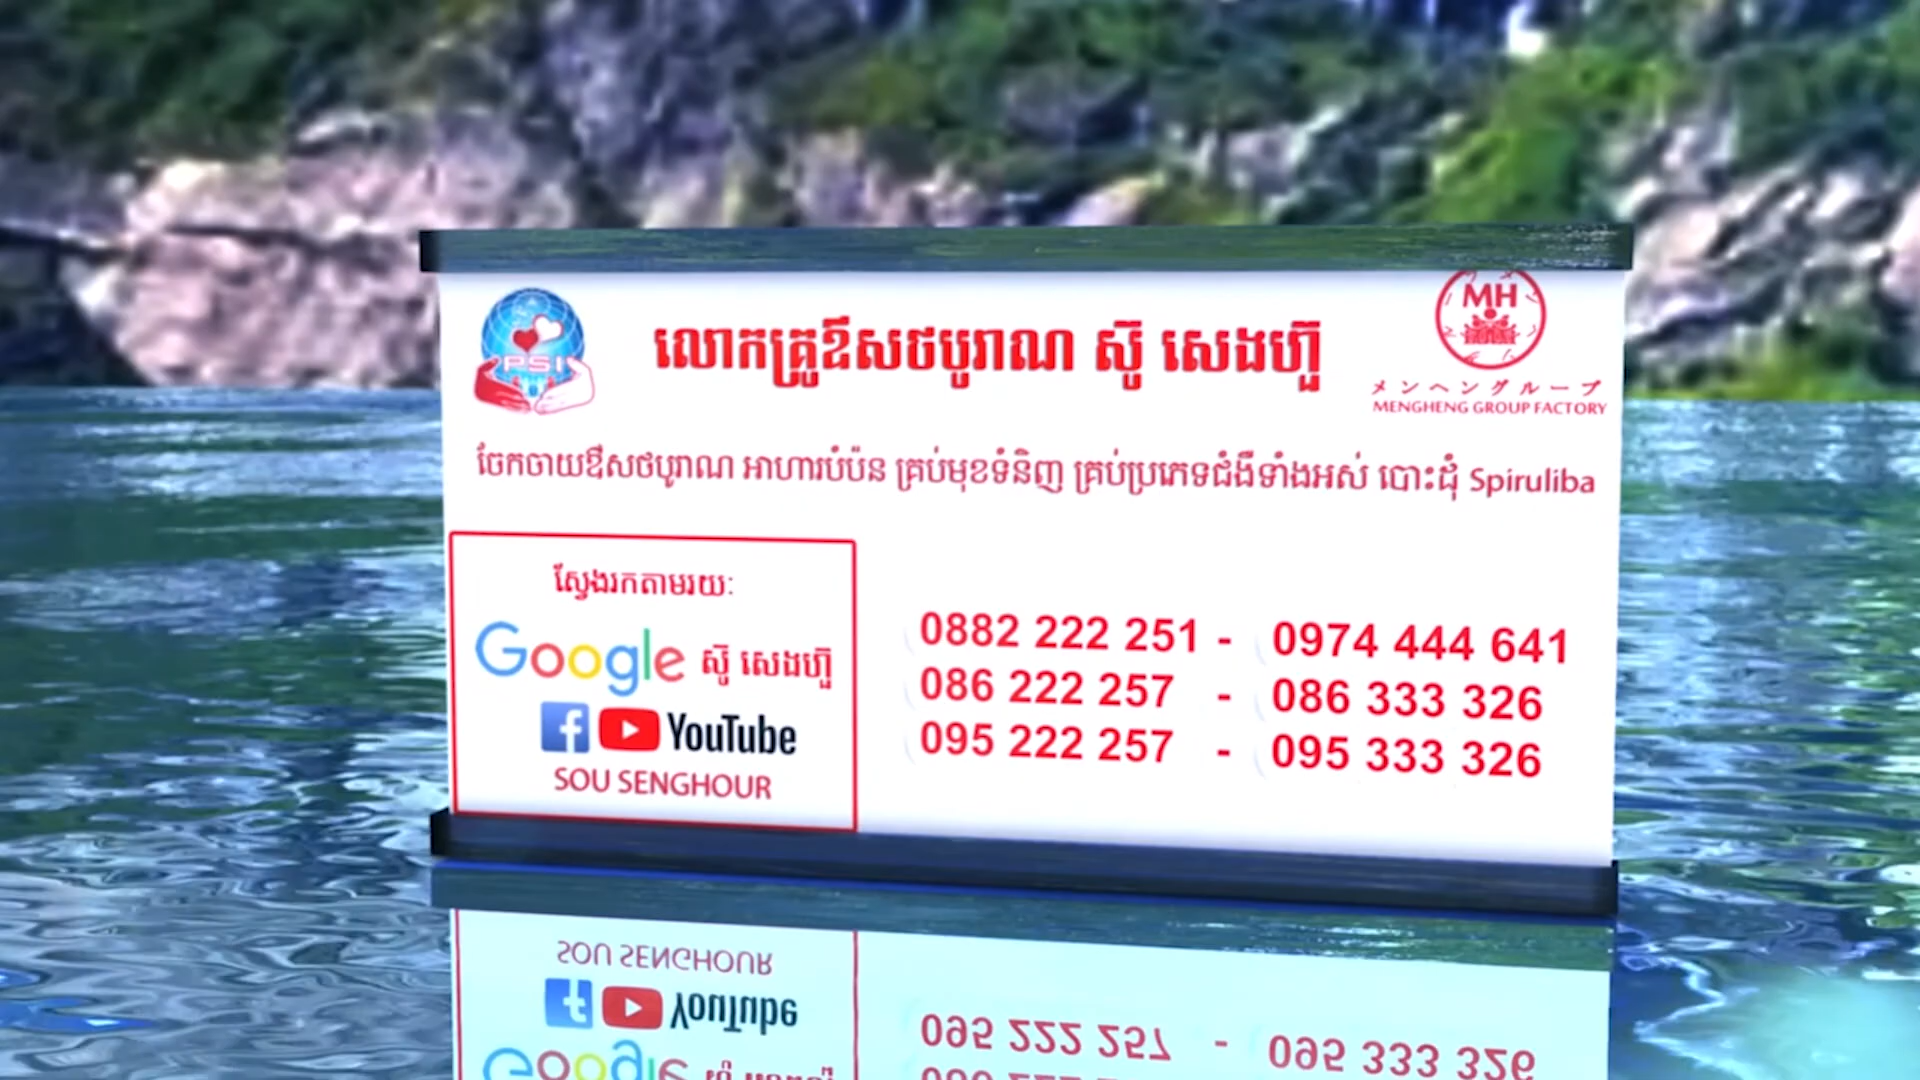 PSI
លោកគ្រូឱសថបូរាណ ស៊ូ សេងហ៊ួ
MH
メンヘングループ
MENGHENG GROUP FACTORY
ចែកចាយឱសថបូរាណ អាហារបំប៉ន គ្រប់មុខទំនិញ គ្រប់ប្រភេទជំងឺទាំងអស់ បោះដុំ Spiruliba
ស្វែងរកតាមរយៈ
Google ស៊ូ សេងហ៊ួ
f YouTube
SOU SENGHOUR
0882 222 251 - 0974 444 641
086 222 257 - 086 333 326
095 222 257 - 095 333 326